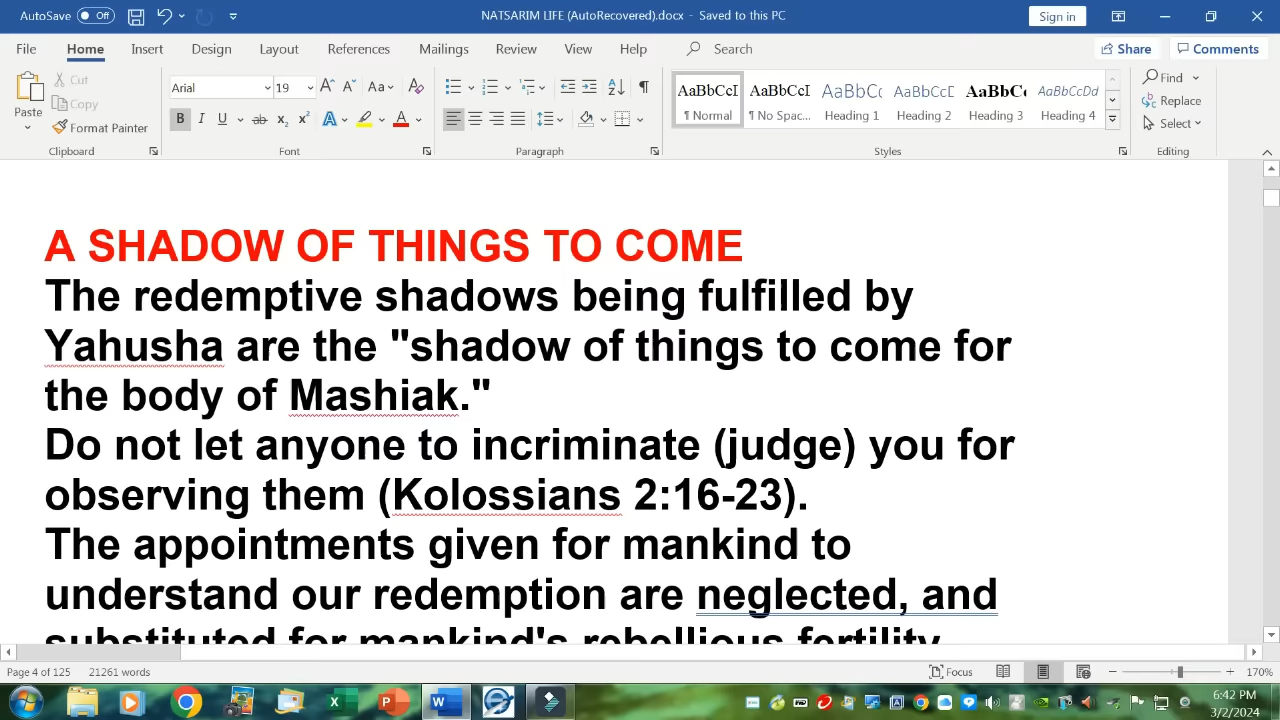 AutoSave Off
NATSARIM LIFE (AutoRecovered).docx - Saved to this PC
Sign in
File Home Insert Design Layout References Mailings Review View Help Search
Share Comments
Paste
Cut
Copy
Format Painter
Clipboard
Arial 19
Font
Paragraph
AaBbCcI AaBbCcI AaBbCc AaBbCcD AaBbCc AaBbCcDd
¶ Normal ¶ No Spac... Heading 1 Heading 2 Heading 3 Heading 4
Styles
Find
Replace
Select
Editing
A SHADOW OF THINGS TO COME
The redemptive shadows being fulfilled by
Yahusha are the "shadow of things to come for
the body of Mashiak."
Do not let anyone to incriminate (judge) you for
observing them (Kolossians 2:16-23).
The appointments given for mankind to
understand our redemption are neglected, and
substituted for mankind's rebellious fertility
Page 4 of 125 21261 words
Focus
170%
6:42 PM
3/2/2024